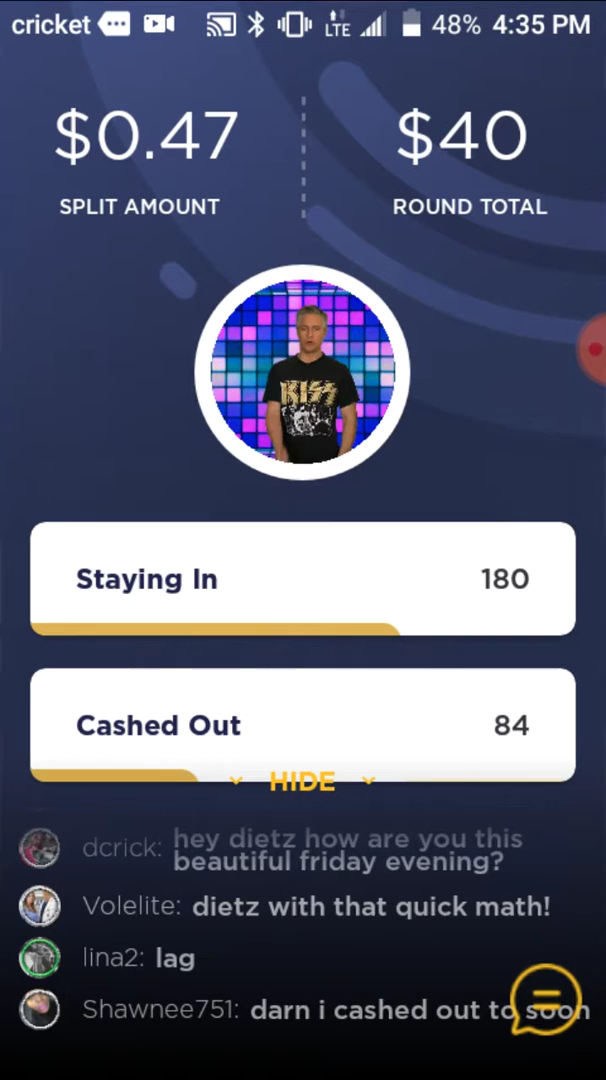 cricket LTE 48% 4:35 PM
$0.47 $40
SPLIT AMOUNT ROUND TOTAL
KISS
Staying In 180
Cashed Out 84
HIDE
dcrick: hey dietz how are you this
beautiful friday evening?
Volelite: dietz with that quick math!
lina2: lag
Shawnee751: darn i cashed out to soon